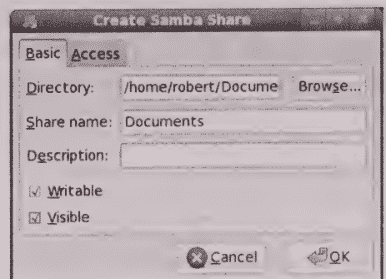 Create Samba Share
Basic Access
Directory: /home/robert/Docume Browse...
Share name: Documents
Description:
Writable
Visible
Cancel OK